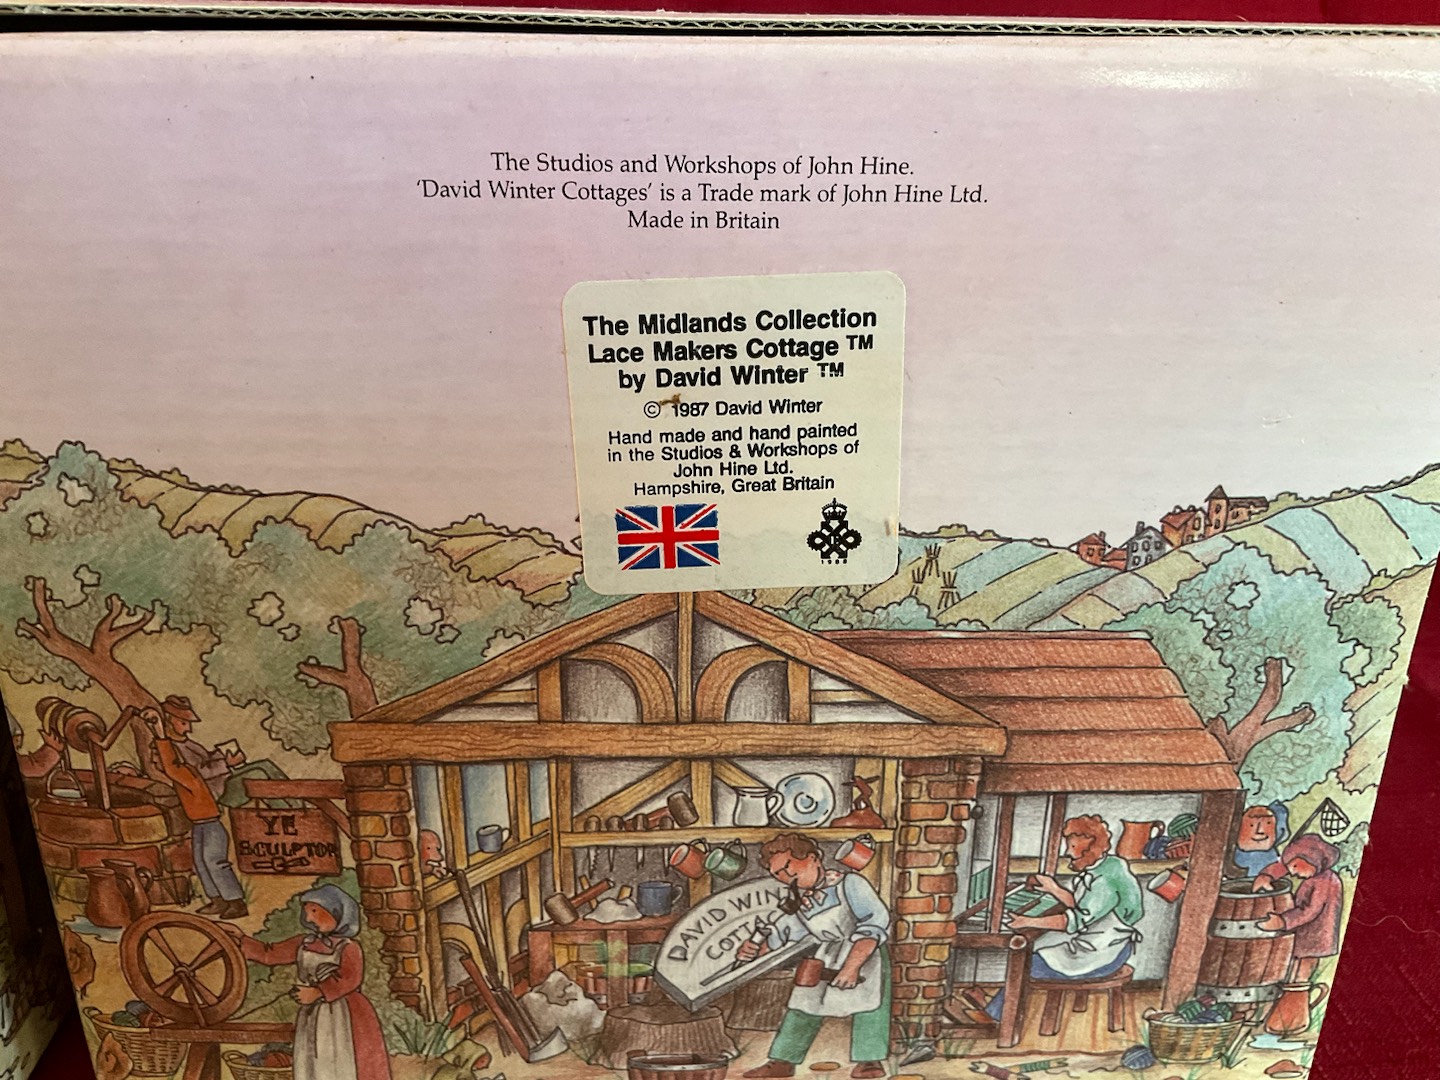 The Studios and Workshops of John Hine.
'David Winter Cottages' is a Trade mark of John Hine Ltd.
Made in Britain
The Midlands Collection
Lace Makers Cottage ™
by David Winter ™
© 1987 David Winter
Hand made and hand painted
in the Studios & Workshops of
John Hine Ltd.
Hampshire, Great Britain
YE
SCULPTOR
DAVID WIN
COTTAG